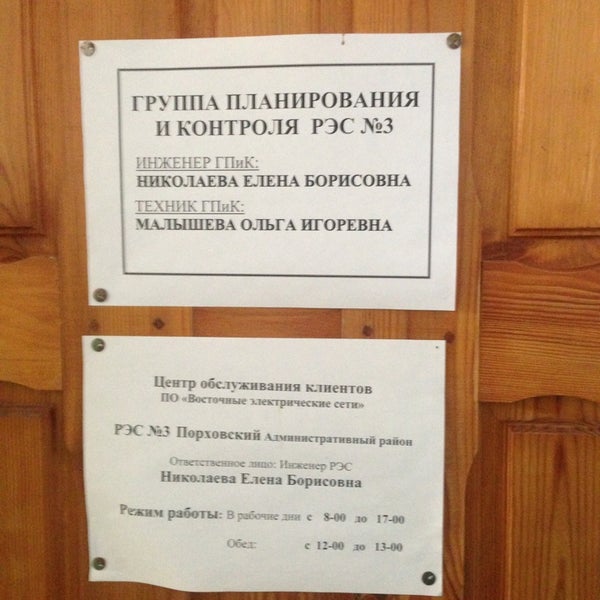 ГРУППА ПЛАНИРОВАНИЯ
И КОНТРОЛЯ РЭС №3
ИНЖЕНЕР ГПиК:
НИКОЛАЕВА ЕЛЕНА БОРИСОВНА
ТЕХНИК ГПиК:
МАЛЫШЕВА ОЛЬГА ИГОРЕВНА
Центр обслуживания клиентов
ПО «Восточные электрические сети»
РЭС №3 Порховский Административный район
Ответственное лицо: Инженер РЭС
Николаева Елена Борисовна
Режим работы: В рабочие дни с 8-00 до 17-00
Обед: с 12-00 до 13-00